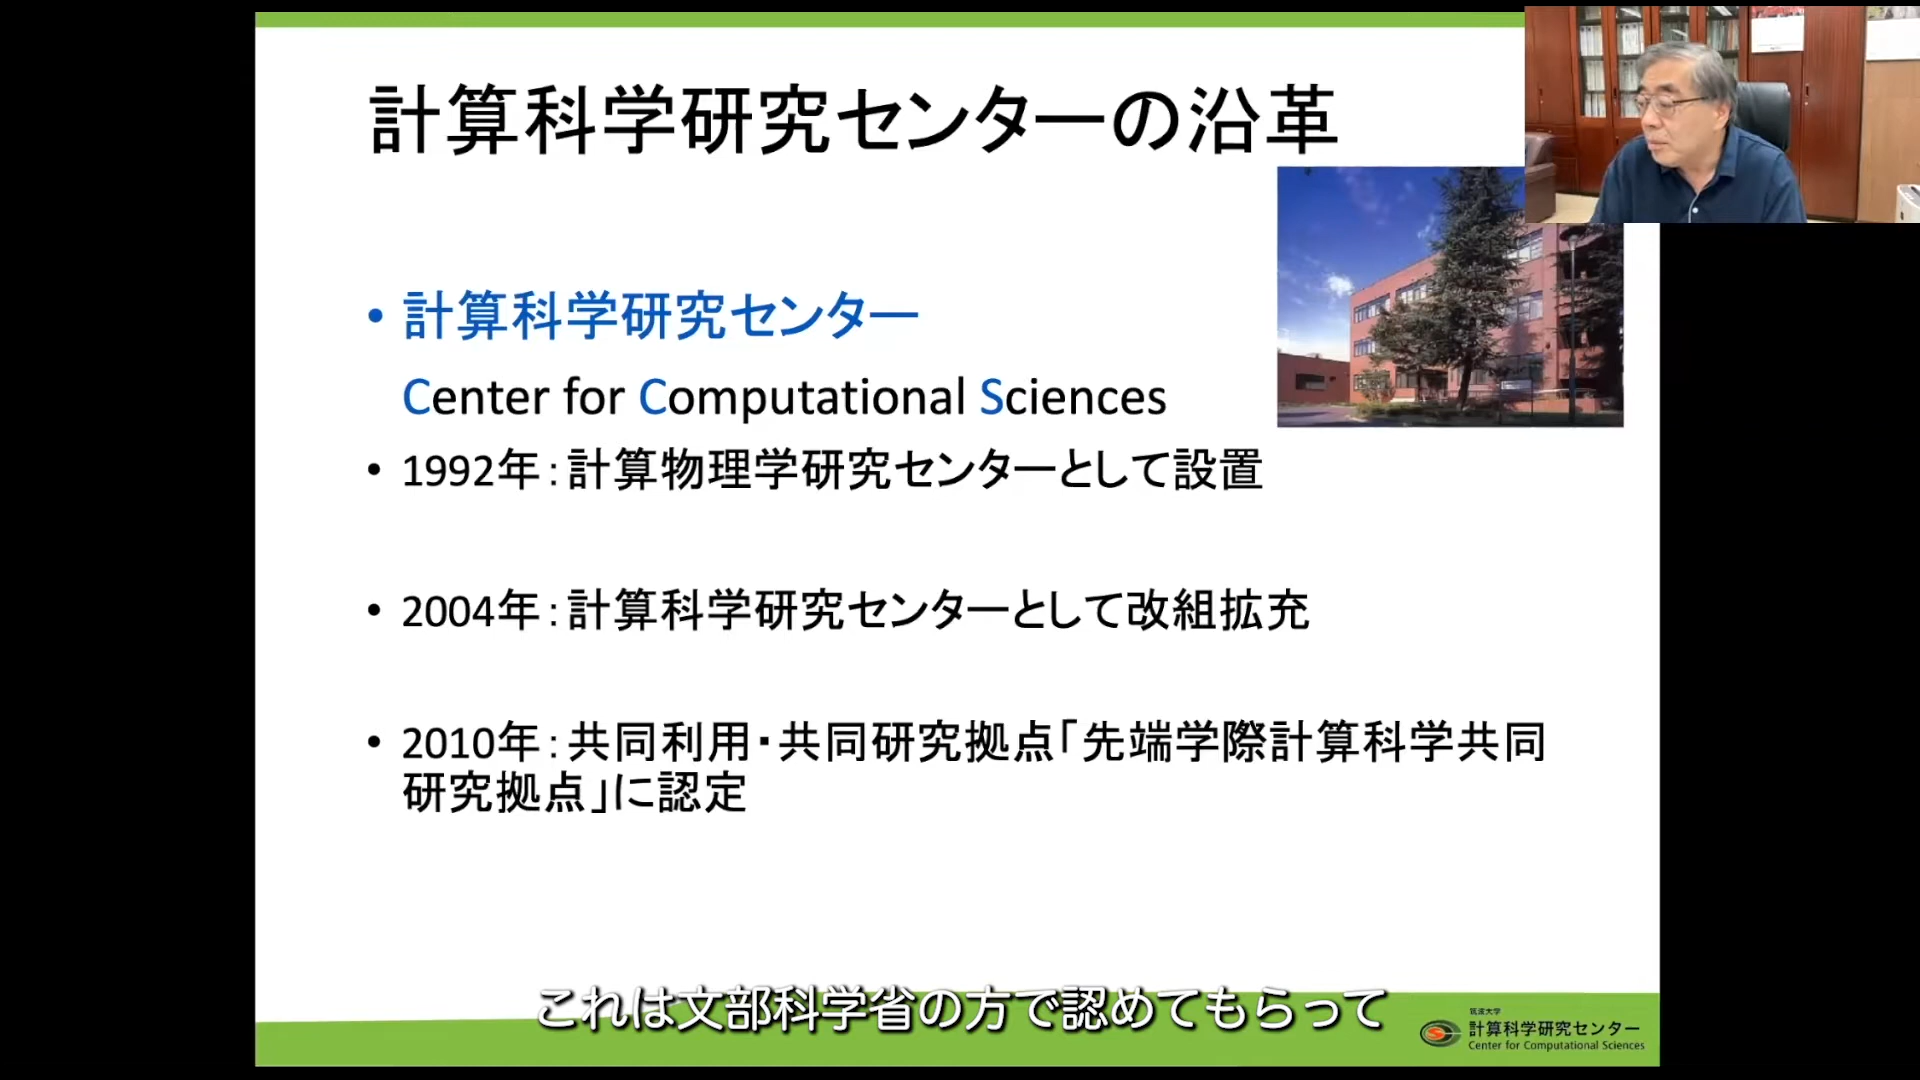 計算科学研究センターの沿革
• 計算科学研究センター
Center for Computational Sciences
• 1992年：計算物理学研究センターとして設置
• 2004年：計算科学研究センターとして改組拡充
• 2010年：共同利用・共同研究拠点「先端学際計算科学共同
研究拠点」に認定
これは文部科学省の方で認めてもらって
筑波大学
計算科学研究センター
Center for Computational Sciences